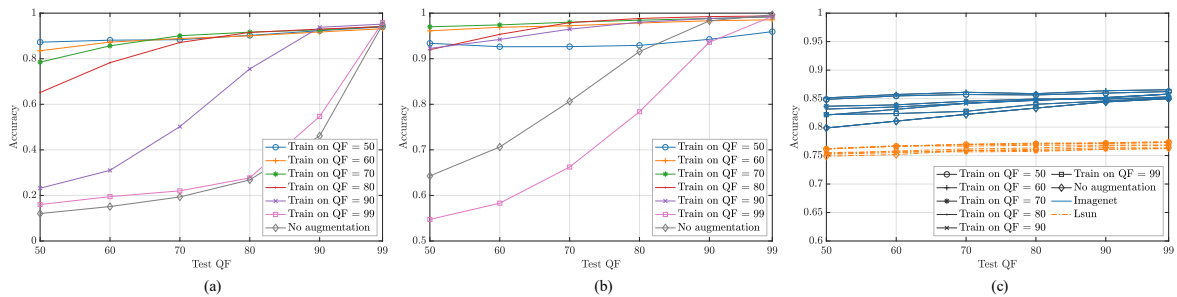 1
0.8
0.6
0.4
0.2
0
Accuracy
50 60 70 80 90 99
Test QF
Train on QF = 50
Train on QF = 60
Train on QF = 70
Train on QF = 80
Train on QF = 90
Train on QF = 99
No augmentation
(a)
1
0.9
0.8
0.7
0.6
0.5
Accuracy
50 60 70 80 90 99
Test QF
Train on QF = 50
Train on QF = 60
Train on QF = 70
Train on QF = 80
Train on QF = 90
Train on QF = 99
No augmentation
(b)
1
0.95
0.9
0.85
0.8
0.75
0.7
0.65
0.6
Accuracy
50 60 70 80 90 99
Test QF
Train on QF = 50
Train on QF = 60
Train on QF = 70
Train on QF = 80
Train on QF = 90
Train on QF = 99
No augmentation
Imagenet
Lsun
(c)